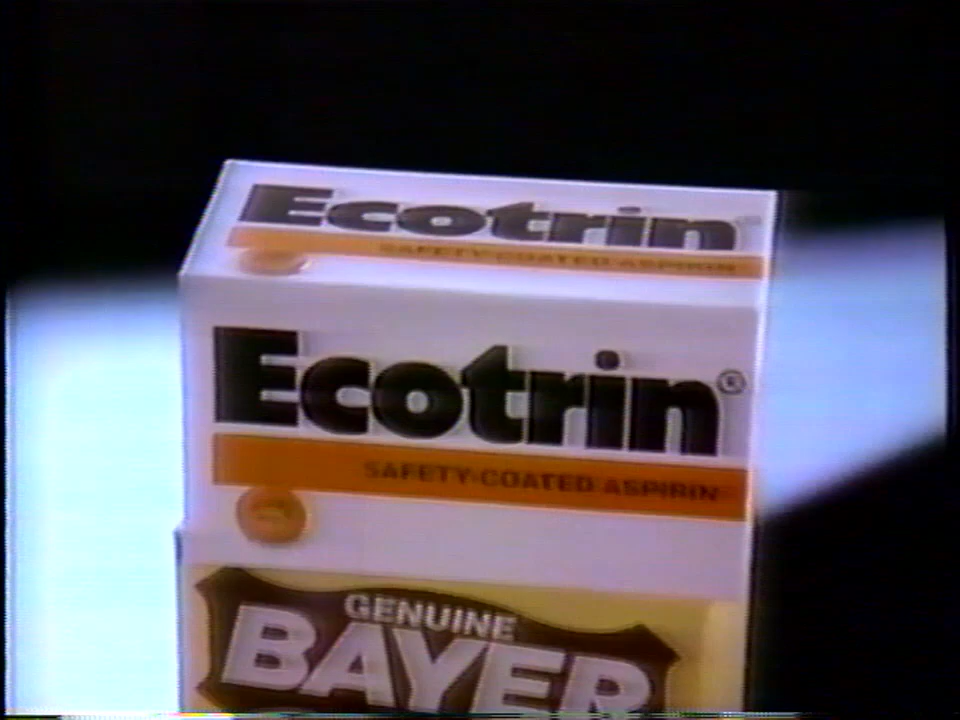 Ecotrin
SAFETY-COATED ASPIRIN
Ecotrin®
SAFETY-COATED ASPIRIN
GENUINE
BAYER